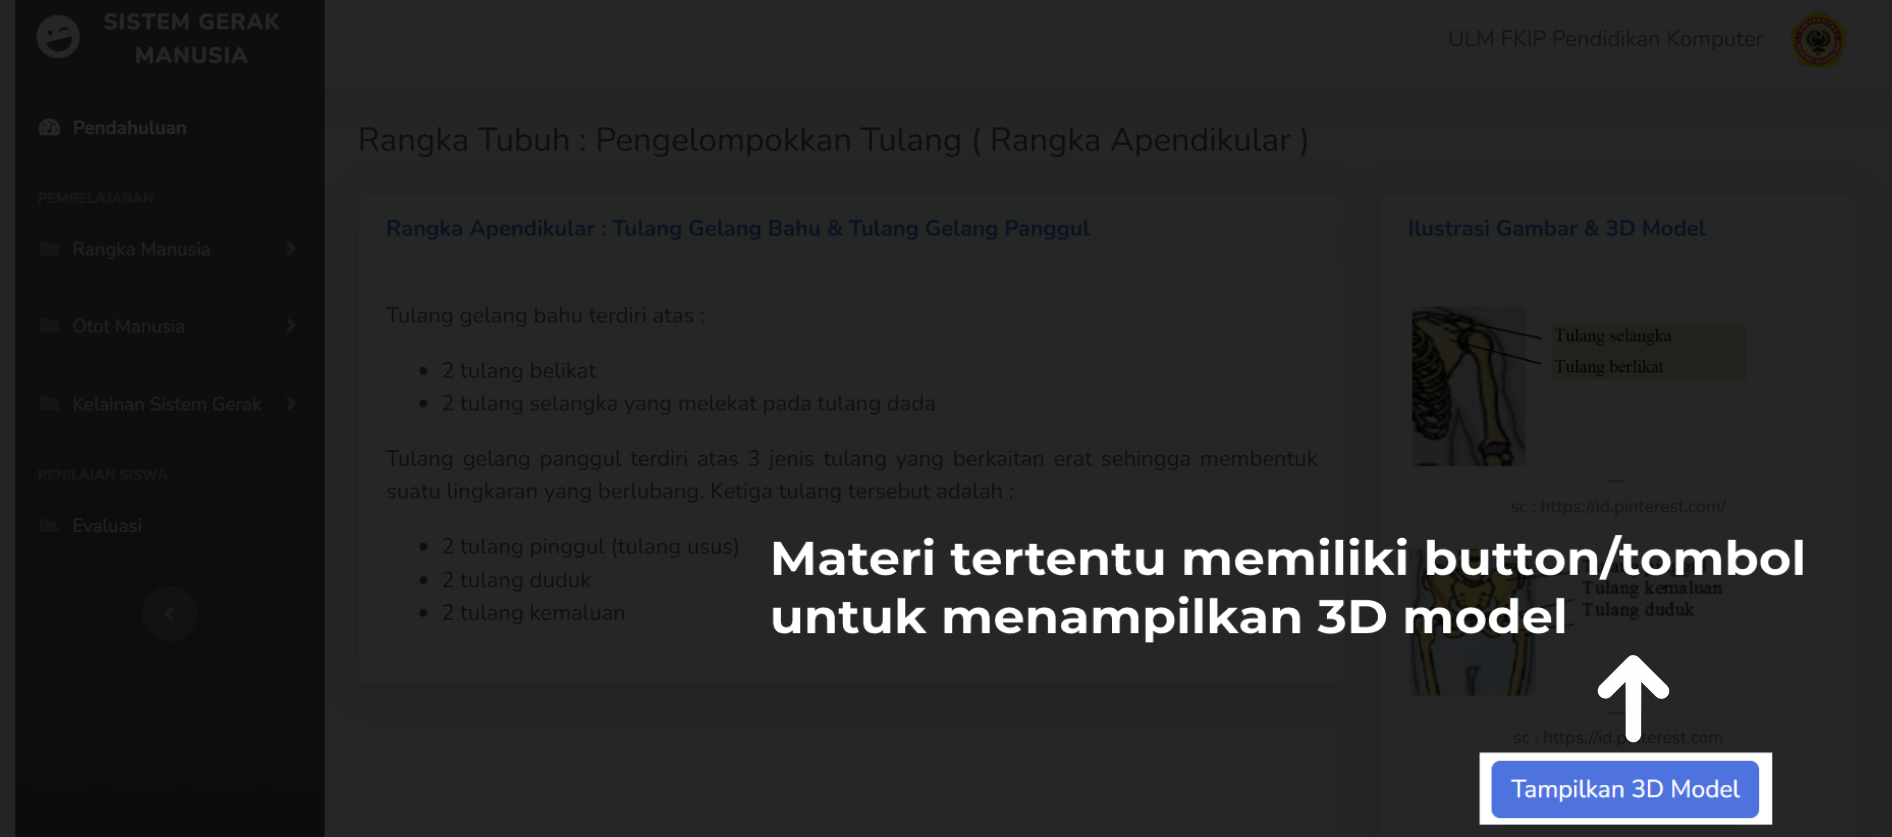 SISTEM GERAK
MANUSIA
ULM FKIP Pendidikan Komputer
Pendahuluan
PEMBELAJARAN
Rangka Manusia
Otot Manusia
Kelainan Sistem Gerak
PENILAIAN SISWA
Evaluasi
Rangka Tubuh : Pengelompokkan Tulang ( Rangka Apendikular )
Rangka Apendikular : Tulang Gelang Bahu & Tulang Gelang Panggul
Tulang gelang bahu terdiri atas :
• 2 tulang belikat
• 2 tulang selangka yang melekat pada tulang dada
Tulang gelang panggul terdiri atas 3 jenis tulang yang berkaitan erat sehingga membentuk
suatu lingkaran yang berlubang. Ketiga tulang tersebut adalah :
• 2 tulang pinggul (tulang usus)
• 2 tulang duduk
• 2 tulang kemaluan
Ilustrasi Gambar & 3D Model
Tulang selangka
Tulang berlikat
sc : https://id.pinterest.com/
Materi tertentu memiliki button/tombol
untuk menampilkan 3D model
Tulang kemaluan
Tulang duduk
sc : https://id.pinterest.com
Tampilkan 3D Model